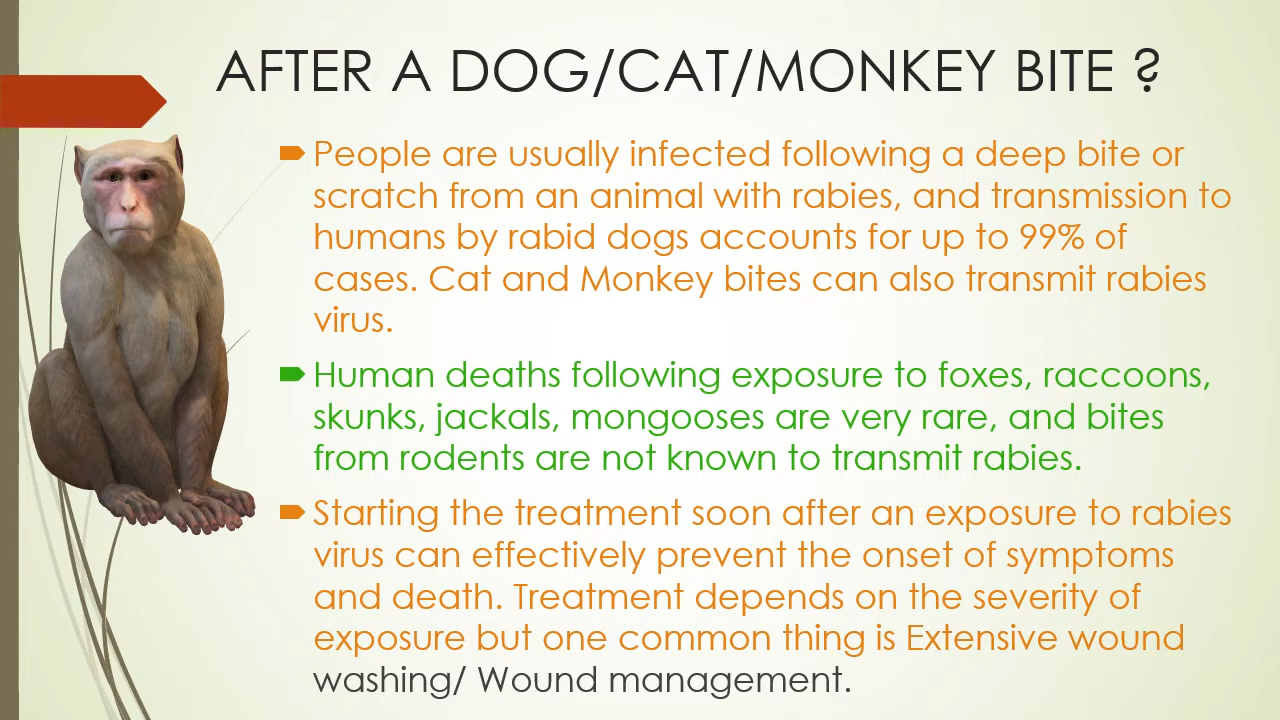 AFTER A DOG/CAT/MONKEY BITE ?
People are usually infected following a deep bite or
scratch from an animal with rabies, and transmission to
humans by rabid dogs accounts for up to 99% of
cases. Cat and Monkey bites can also transmit rabies
virus.
Human deaths following exposure to foxes, raccoons,
skunks, jackals, mongooses are very rare, and bites
from rodents are not known to transmit rabies.
Starting the treatment soon after an exposure to rabies
virus can effectively prevent the onset of symptoms
and death. Treatment depends on the severity of
exposure but one common thing is Extensive wound
washing/ Wound management.